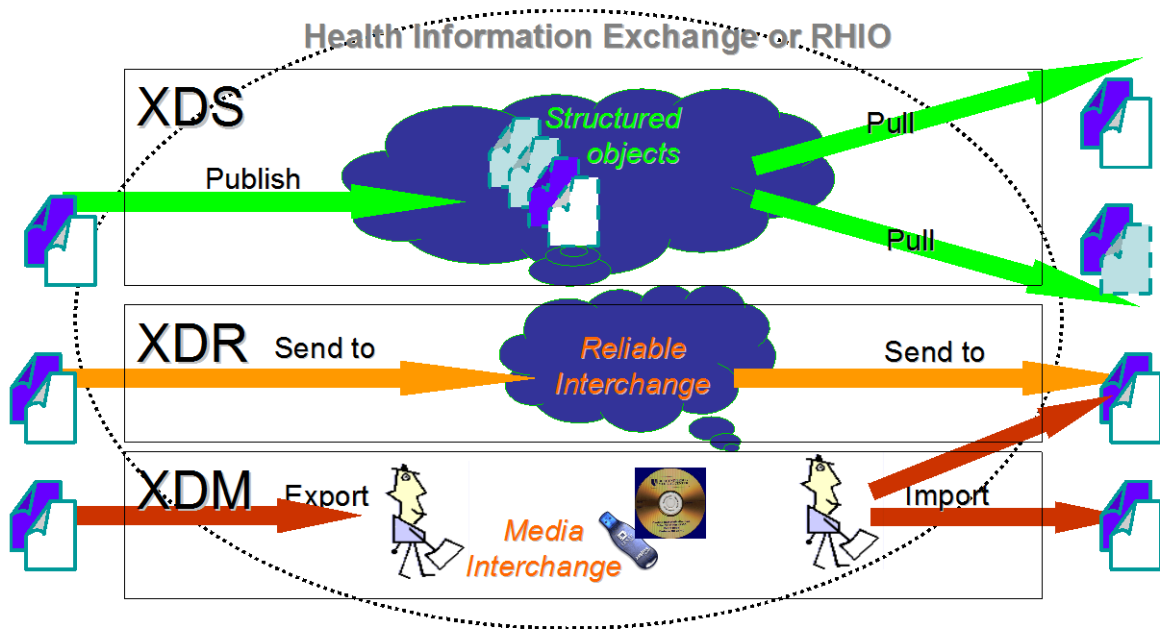 Health Information Exchange or RHIO
XDS
Structured
objects
Publish
Pull
Pull
XDR
Send to
Reliable
Interchange
Send to
XDM
Export
Media
Interchange
Import